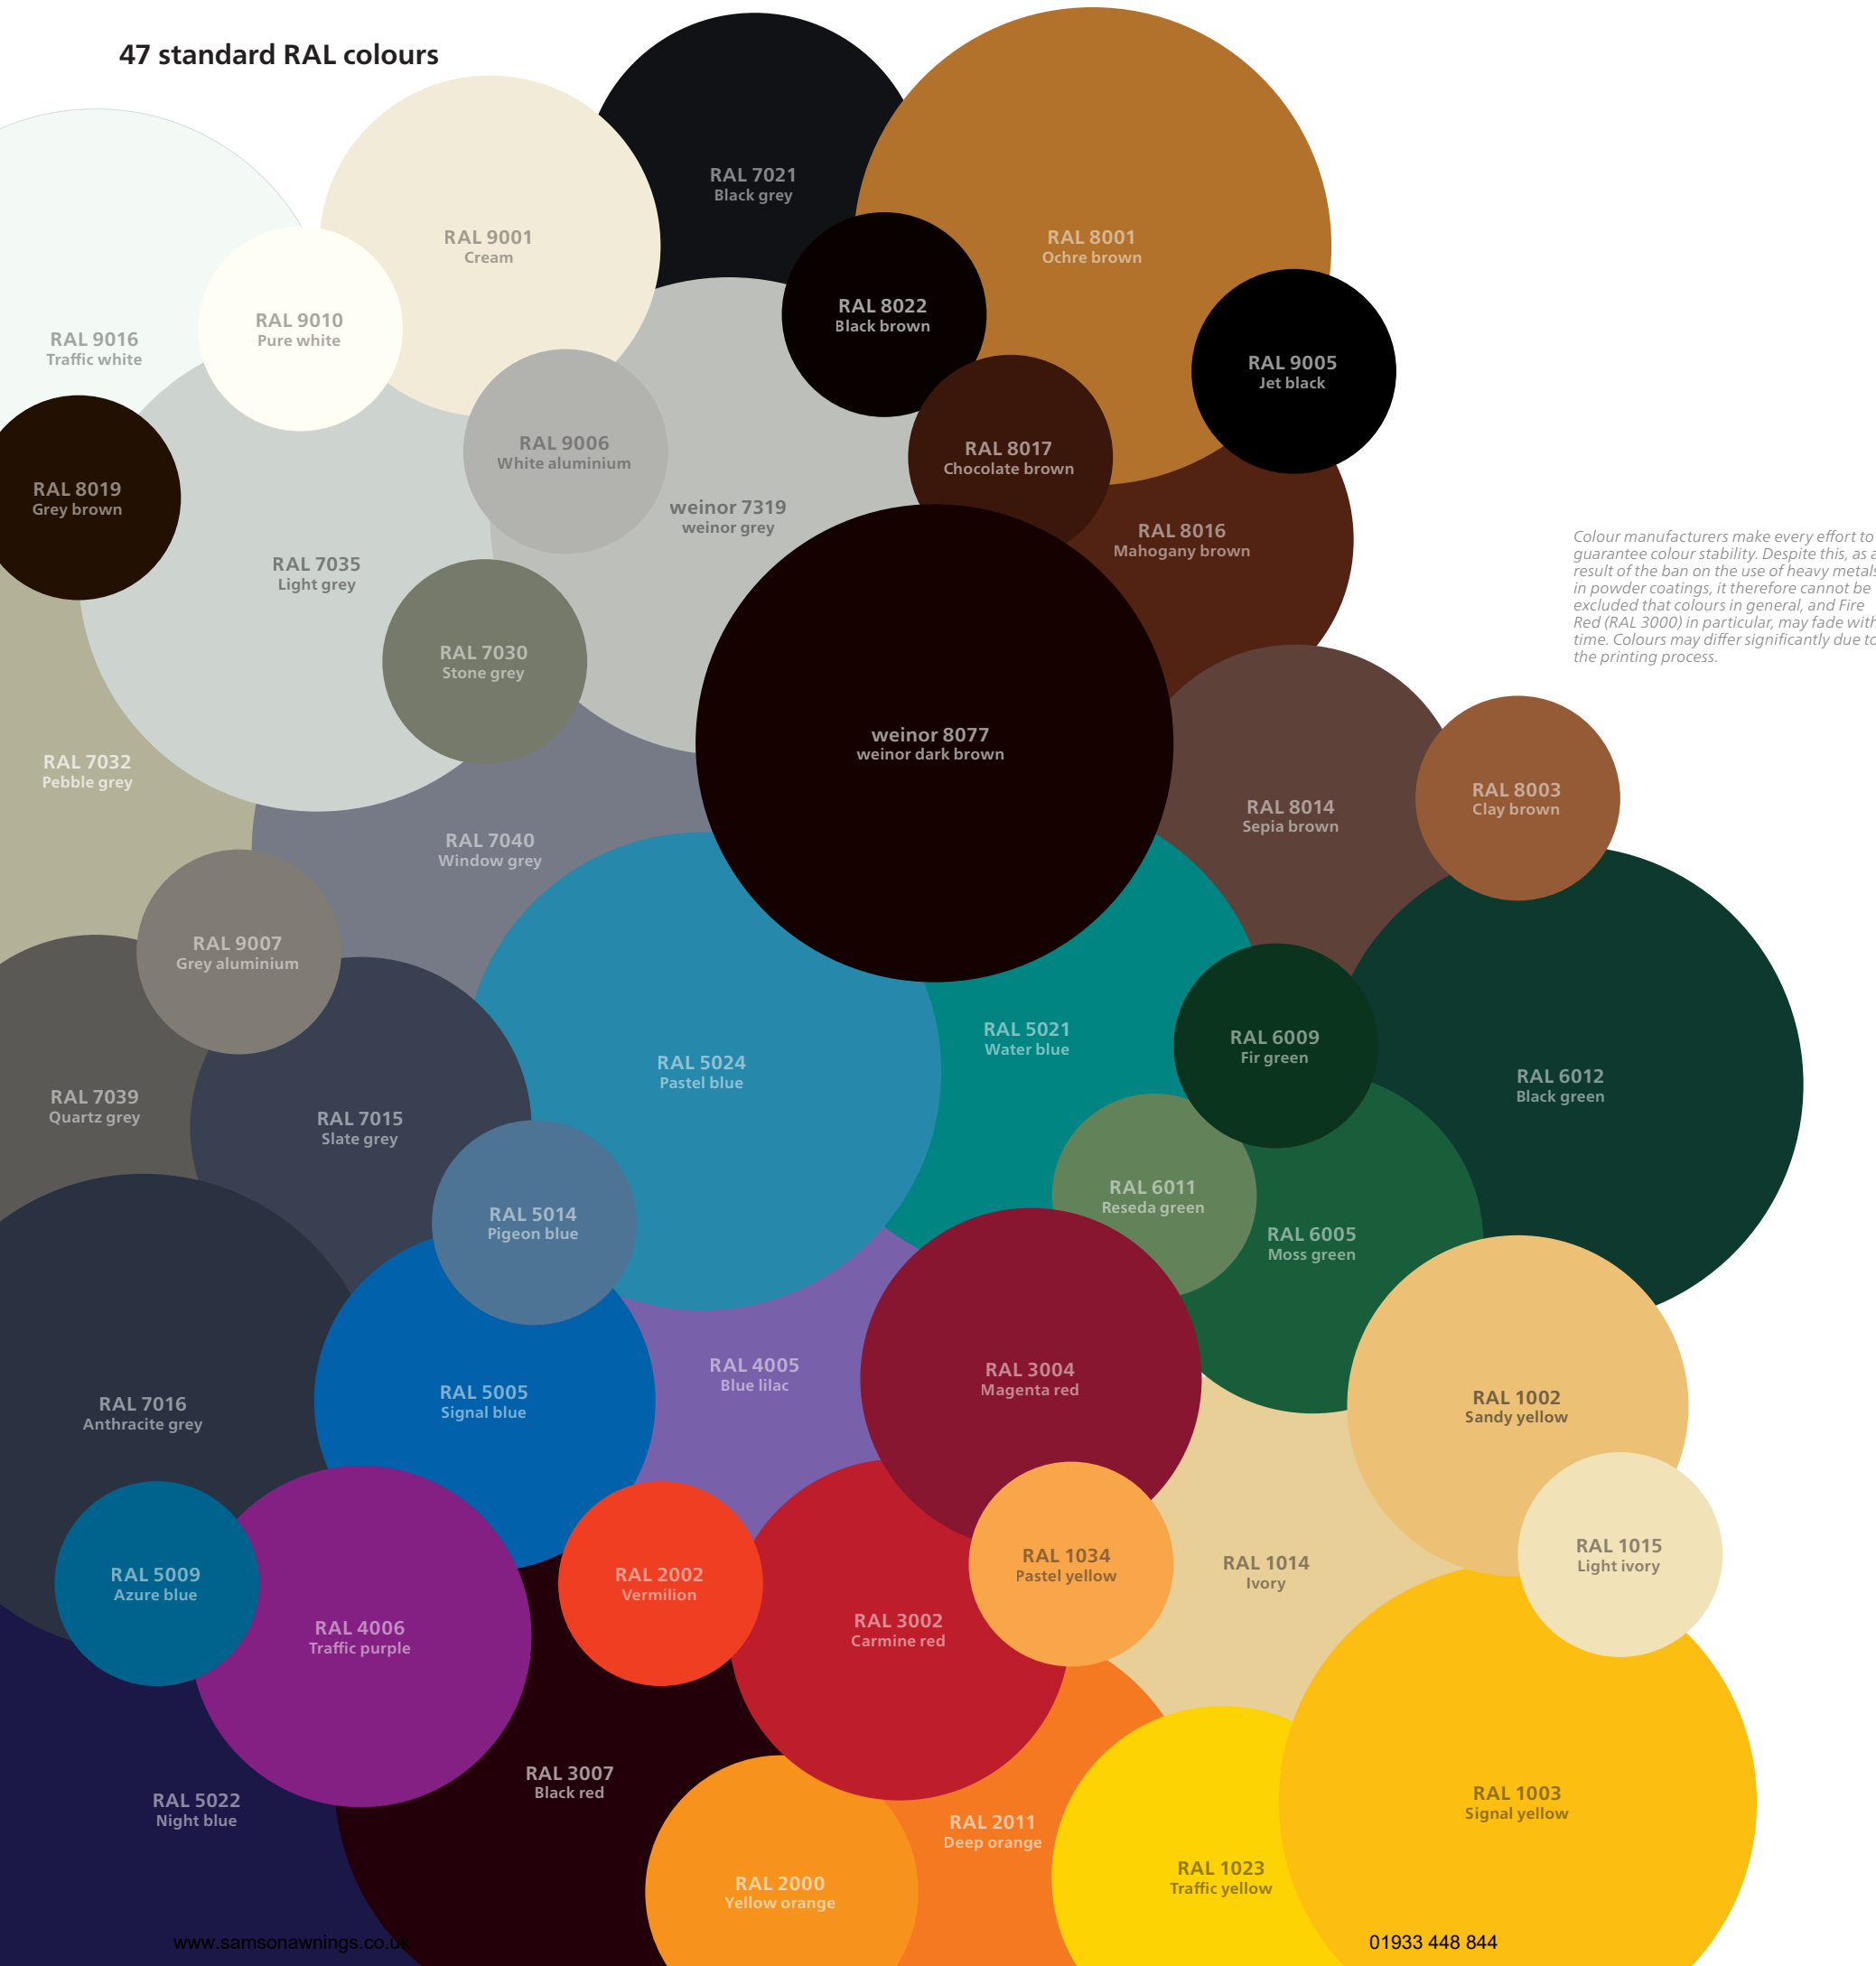 47 standard RAL colours
RAL 7021
Black grey
RAL 9001
Cream
RAL 8001
Ochre brown
RAL 8022
Black brown
RAL 9010
Pure white
RAL 9016
Traffic white
RAL 9005
Jet black
RAL 9006
White aluminium
RAL 8017
Chocolate brown
RAL 8019
Grey brown
weinor 7319
weinor grey
RAL 8016
Mahogany brown
Colour manufacturers make every effort to
guarantee colour stability. Despite this, as a
result of the ban on the use of heavy metals
in powder coatings, it therefore cannot be
excluded that colours in general, and Fire
Red (RAL 3000) in particular, may fade with
time. Colours may differ significantly due to
the printing process.
RAL 7035
Light grey
RAL 7030
Stone grey
weinor 8077
weinor dark brown
RAL 7032
Pebble grey
RAL 8003
Clay brown
RAL 8014
Sepia brown
RAL 7040
Window grey
RAL 9007
Grey aluminium
RAL 5021
Water blue
RAL 6009
Fir green
RAL 5024
Pastel blue
RAL 6012
Black green
RAL 7039
Quartz grey
RAL 7015
Slate grey
RAL 6011
Reseda green
RAL 5014
Pigeon blue
RAL 6005
Moss green
RAL 4005
Blue lilac
RAL 3004
Magenta red
RAL 5005
Signal blue
RAL 1002
Sandy yellow
RAL 7016
Anthracite grey
RAL 1015
Light ivory
RAL 1034
Pastel yellow
RAL 1014
Ivory
RAL 5009
Azure blue
RAL 2002
Vermilion
RAL 3002
Carmine red
RAL 4006
Traffic purple
RAL 3007
Black red
RAL 1003
Signal yellow
RAL 5022
Night blue
RAL 2011
Deep orange
RAL 1023
Traffic yellow
RAL 2000
Yellow orange
www.samsonawnings.co.uk
01933 448 844